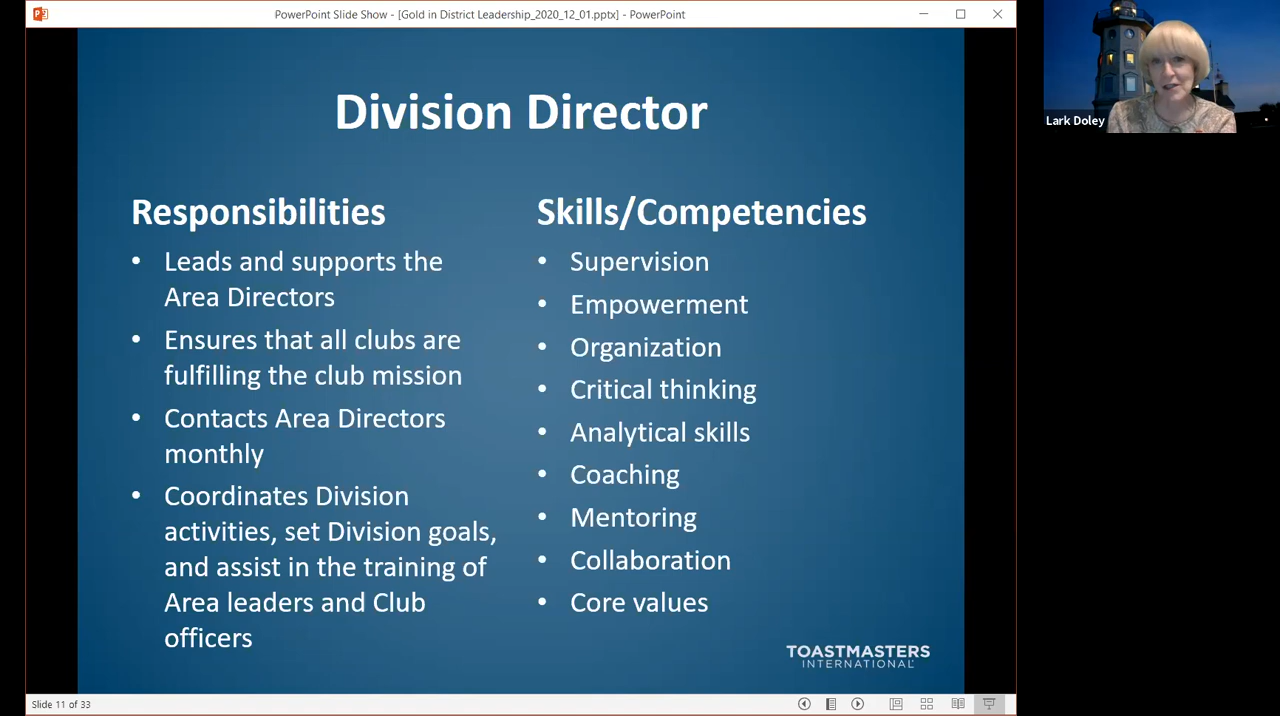 PowerPoint Slide Show - [Gold in District Leadership_2020_12_01.pptx] - PowerPoint
Division Director
Responsibilities
• Leads and supports the
Area Directors
• Ensures that all clubs are
fulfilling the club mission
• Contacts Area Directors
monthly
• Coordinates Division
activities, set Division goals,
and assist in the training of
Area leaders and Club
officers
Skills/Competencies
• Supervision
• Empowerment
• Organization
• Critical thinking
• Analytical skills
• Coaching
• Mentoring
• Collaboration
• Core values
TOASTMASTERS
INTERNATIONAL
Slide 11 of 33
Lark Doley